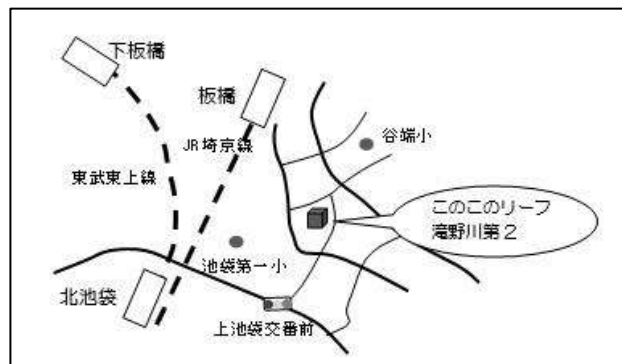 下板橋
板橋
JR埼京線
谷端小
東武東上線
このこのリーフ
滝野川第2
池袋第一小
北池袋
上池袋交番前